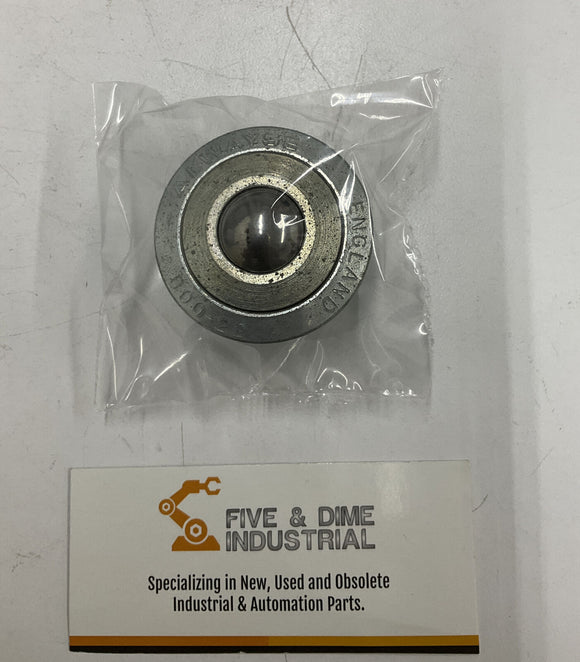 ENGLAND
FIVE & DIME
INDUSTRIAL
Specializing in New, Used and Obsolete
Industrial & Automation Parts.